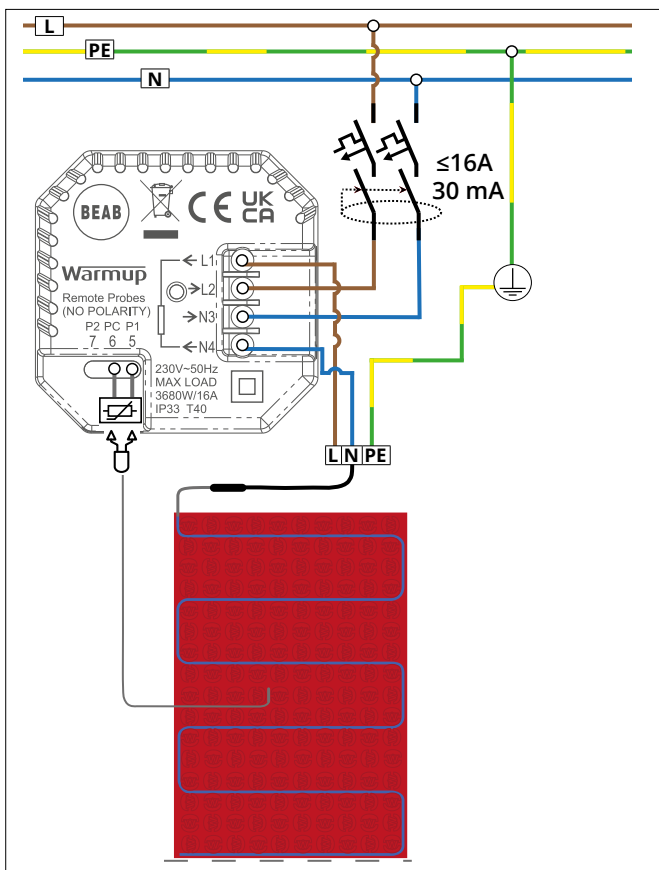 L
PE
N
≤16A
30 mA
BEAB
CE UK
CA
Warmup
Remote Probes
(NO POLARITY)
P2 PC P1
7 6 5
L1
L2
N3
N4
230V~50Hz
MAX LOAD
3680W/16A
IP33 T40
L N PE